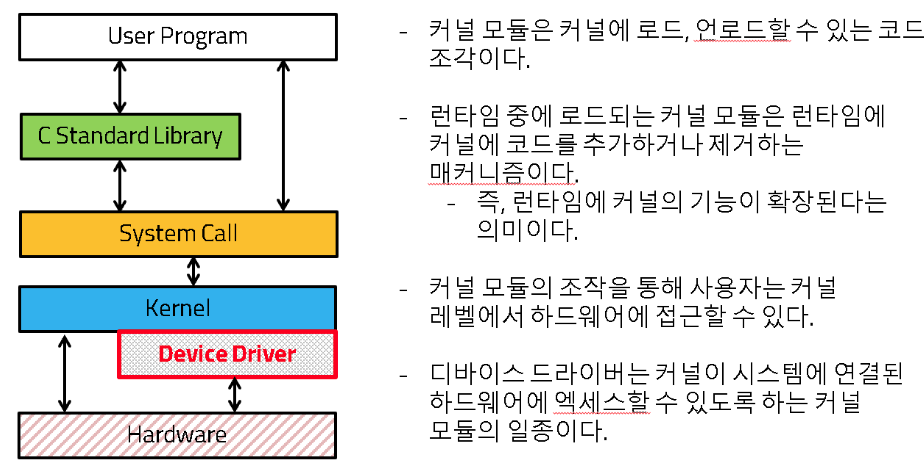 User Program
C Standard Library
System Call
Kernel
Device Driver
Hardware
- 커널 모듈은 커널에 로드, 언로드할 수 있는 코드
조각이다.
- 런타임 중에 로드되는 커널 모듈은 런타임에
커널에 코드를 추가하거나 제거하는
매커니즘이다.
- 즉, 런타임에 커널의 기능이 확장된다는
의미이다.
- 커널 모듈의 조작을 통해 사용자는 커널
레벨에서 하드웨어에 접근할 수 있다.
- 디바이스 드라이버는 커널이 시스템에 연결된
하드웨어에 엑세스할 수 있도록 하는 커널
모듈의 일종이다.